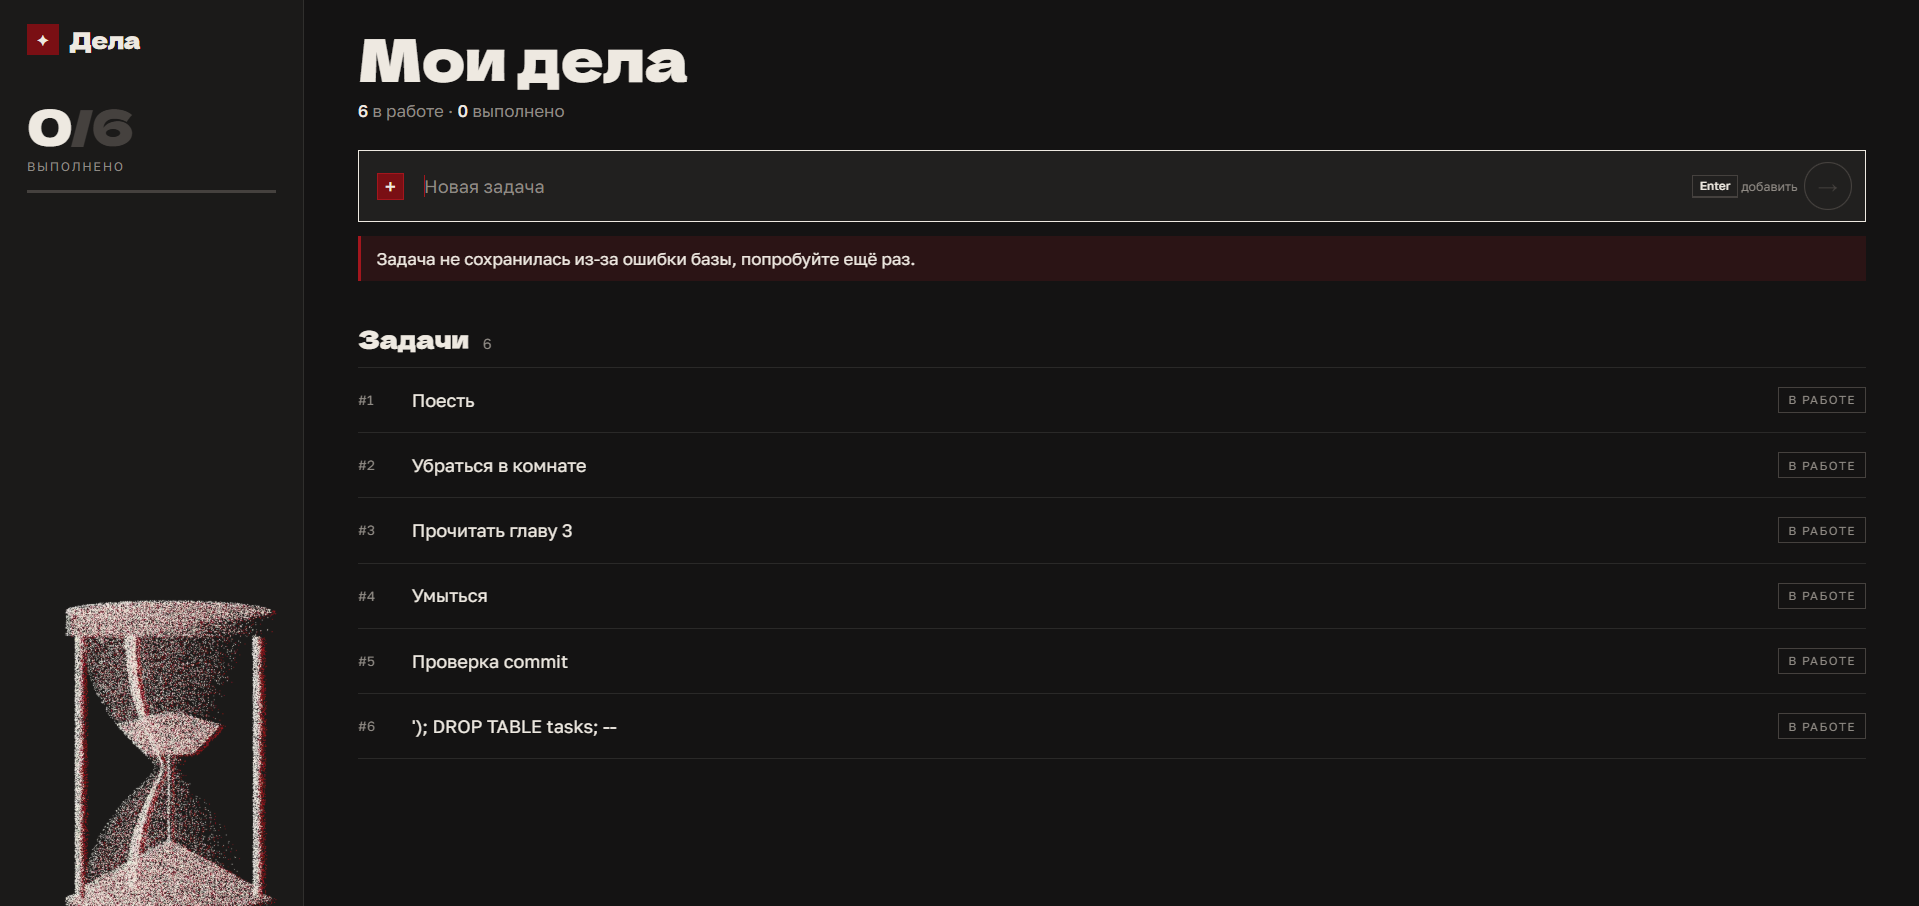 ✦ Дела
0/6
ВЫПОЛНЕНО
Мои дела
6 в работе · 0 выполнено
+ Новая задача Enter добавить →
Задача не сохранилась из-за ошибки базы, попробуйте ещё раз.
Задачи 6
#1 Поесть В РАБОТЕ
#2 Убраться в комнате В РАБОТЕ
#3 Прочитать главу 3 В РАБОТЕ
#4 Умыться В РАБОТЕ
#5 Проверка commit В РАБОТЕ
#6 '); DROP TABLE tasks; -- В РАБОТЕ